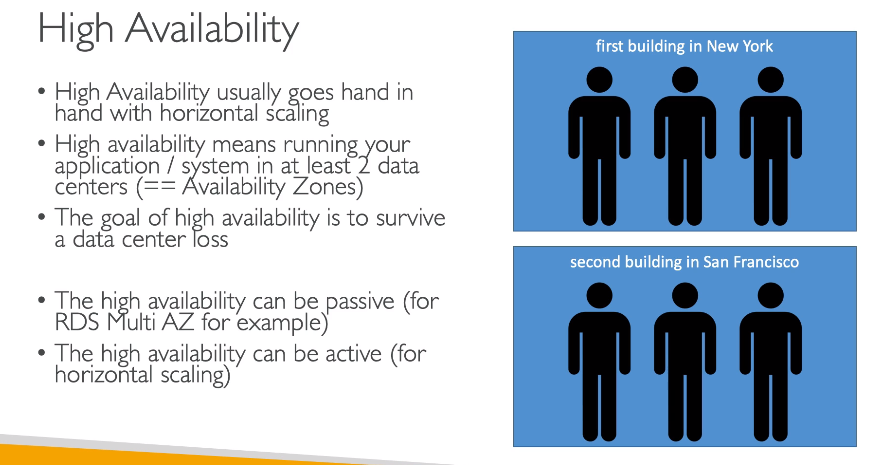 High Availability
• High Availability usually goes hand in
hand with horizontal scaling
• High availability means running your
application / system in at least 2 data
centers (== Availability Zones)
• The goal of high availability is to survive
a data center loss
• The high availability can be passive (for
RDS Multi AZ for example)
• The high availability can be active (for
horizontal scaling)
first building in New York
second building in San Francisco